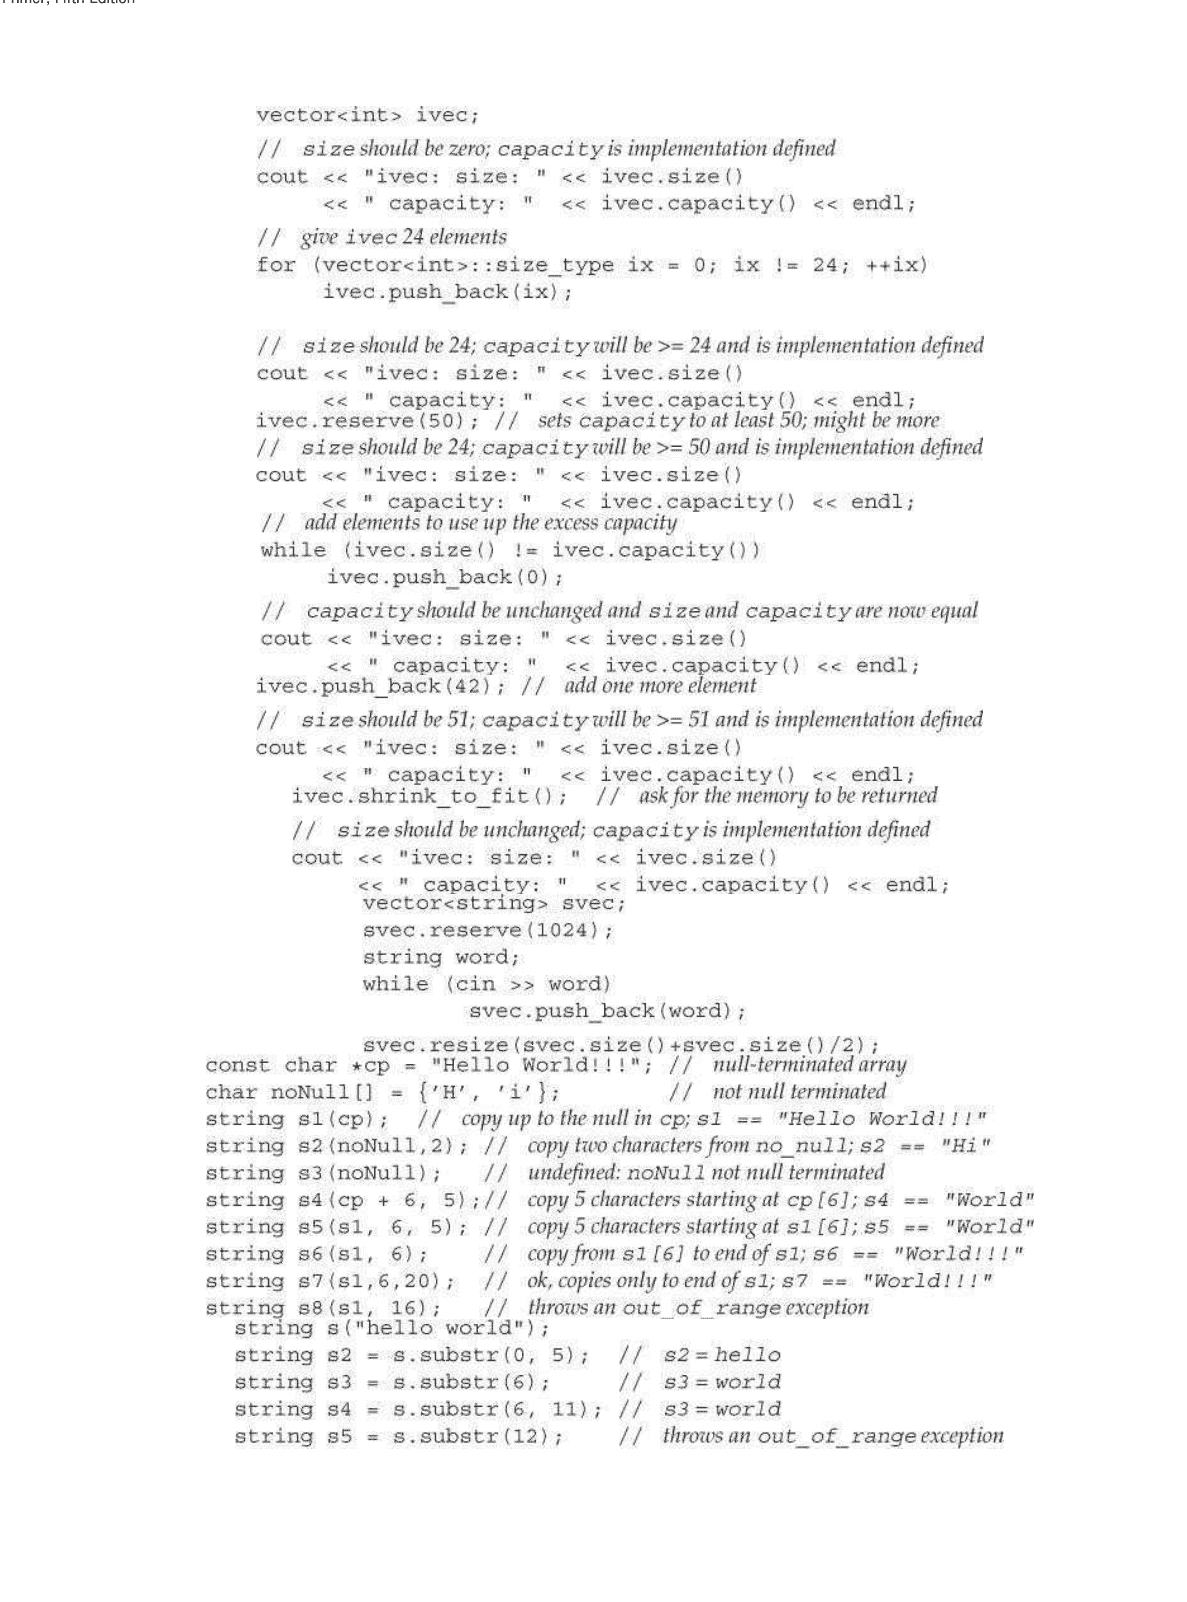 Primer, Fifth Edition
vector<int> ivec;
// size should be zero; capacity is implementation defined
cout << "ivec: size: " << ivec.size()
<< " capacity: " << ivec.capacity() << endl;
// give ivec 24 elements
for (vector<int>::size_type ix = 0; ix != 24; ++ix)
ivec.push_back(ix);
// size should be 24; capacity will be >= 24 and is implementation defined
cout << "ivec: size: " << ivec.size()
<< " capacity: " << ivec.capacity() << endl;
ivec.reserve(50); // sets capacity to at least 50; might be more
// size should be 24; capacity will be >= 50 and is implementation defined
cout << "ivec: size: " << ivec.size()
<< " capacity: " << ivec.capacity() << endl;
// add elements to use up the excess capacity
while (ivec.size() != ivec.capacity())
ivec.push_back(0);
// capacity should be unchanged and size and capacity are now equal
cout << "ivec: size: " << ivec.size()
<< " capacity: " << ivec.capacity() << endl;
ivec.push_back(42); // add one more element
// size should be 51; capacity will be >= 51 and is implementation defined
cout << "ivec: size: " << ivec.size()
<< " capacity: " << ivec.capacity() << endl;
ivec.shrink_to_fit(); // ask for the memory to be returned
// size should be unchanged; capacity is implementation defined
cout << "ivec: size: " << ivec.size()
<< " capacity: " << ivec.capacity() << endl;
vector<string> svec;
svec.reserve(1024);
string word;
while (cin >> word)
svec.push_back(word);
svec.resize(svec.size()+svec.size()/2);
const char *cp = "Hello World!!!"; // null-terminated array
char noNull[] = {'H', 'i'}; // not null terminated
string s1(cp); // copy up to the null in cp; s1 == "Hello World!!!"
string s2(noNull,2); // copy two characters from no_null; s2 == "Hi"
string s3(noNull); // undefined: noNull not null terminated
string s4(cp + 6, 5);// copy 5 characters starting at cp[6]; s4 == "World"
string s5(s1, 6, 5); // copy 5 characters starting at s1[6]; s5 == "World"
string s6(s1, 6); // copy from s1[6] to end of s1; s6 == "World!!!"
string s7(s1,6,20); // ok, copies only to end of s1; s7 == "World!!!"
string s8(s1, 16); // throws an out_of_range exception
string s("hello world");
string s2 = s.substr(0, 5); // s2 = hello
string s3 = s.substr(6); // s3 = world
string s4 = s.substr(6, 11); // s3 = world
string s5 = s.substr(12); // throws an out_of_range exception